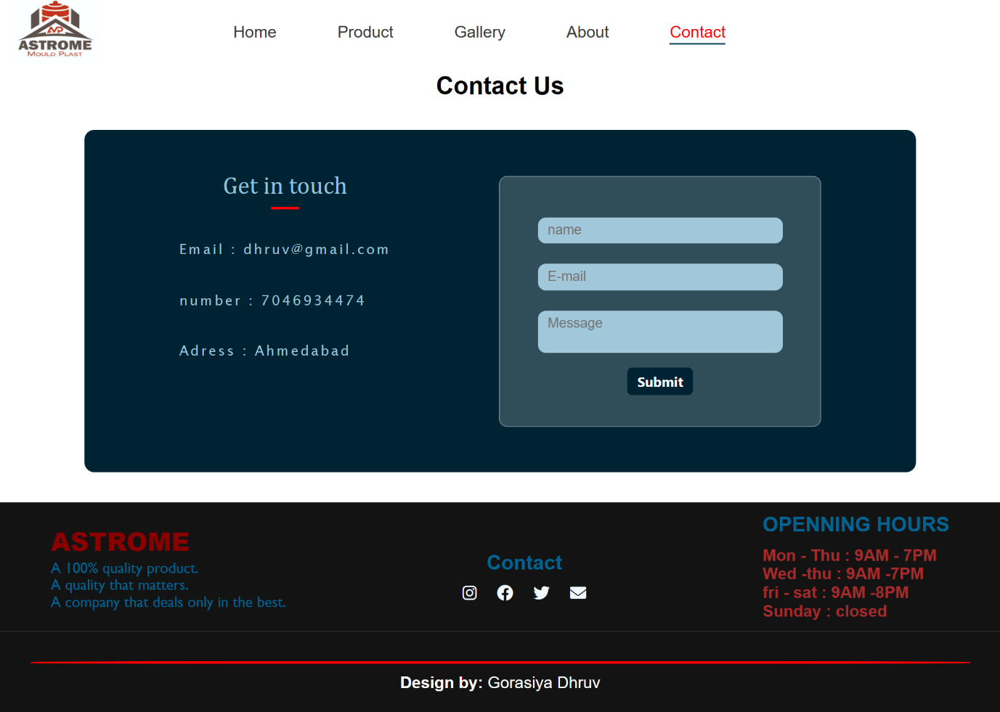 AMP
ASTROME
MOULD PLAST
Home
Product
Gallery
About
Contact
Contact Us
Get in touch
Email : dhruv@gmail.com
number : 7046934474
Adress : Ahmedabad
name
E-mail
Message
Submit
ASTROME
A 100% quality product.
A quality that matters.
A company that deals only in the best.
Contact
OPENNING HOURS
Mon - Thu : 9AM - 7PM
Wed -thu : 9AM -7PM
fri - sat : 9AM -8PM
Sunday : closed
Design by: Gorasiya Dhruv